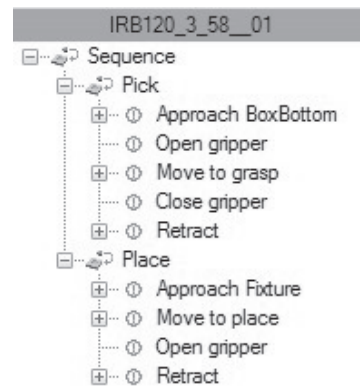 IRB120_3_58__01
Sequence
Pick
Approach BoxBottom
Open gripper
Move to grasp
Close gripper
Retract
Place
Approach Fixture
Move to place
Open gripper
Retract